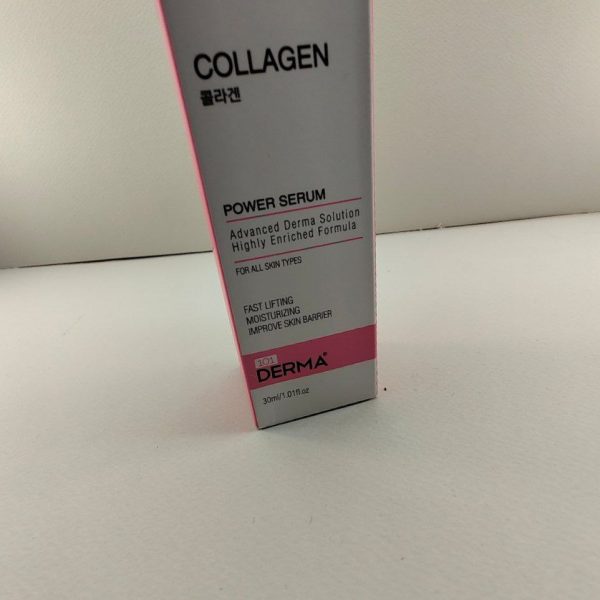 COLLAGEN
콜라겐
POWER SERUM
Advanced Derma Solution
Highly Enriched Formula
FOR ALL SKIN TYPES
FAST LIFTING
MOISTURIZING
IMPROVE SKIN BARRIER
101
DERMA®
30ml/1.01fl.oz